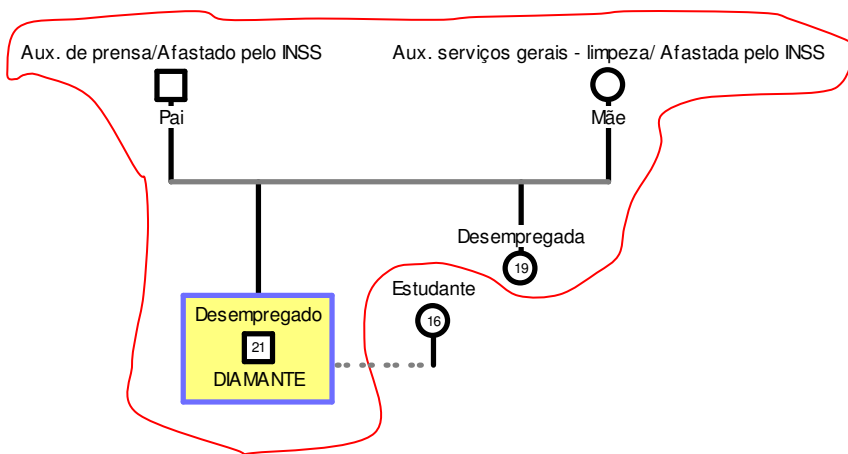 Aux. de prensa/Afastado pelo INSS
Aux. serviços gerais - limpeza/ Afastada pelo INSS
Pai
Mãe
Desempregada
19
Estudante
16
Desempregado
21
DIAMANTE